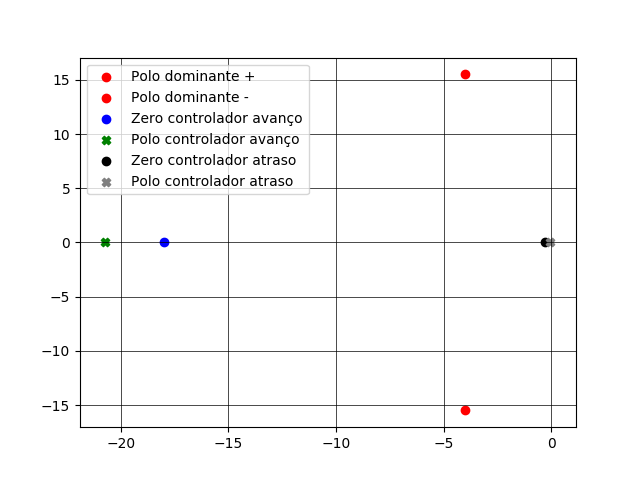 Polo dominante +
Polo dominante -
Zero controlador avanço
Polo controlador avanço
Zero controlador atraso
Polo controlador atraso
15
10
5
0
−5
−10
−15
−20 −15 −10 −5 0